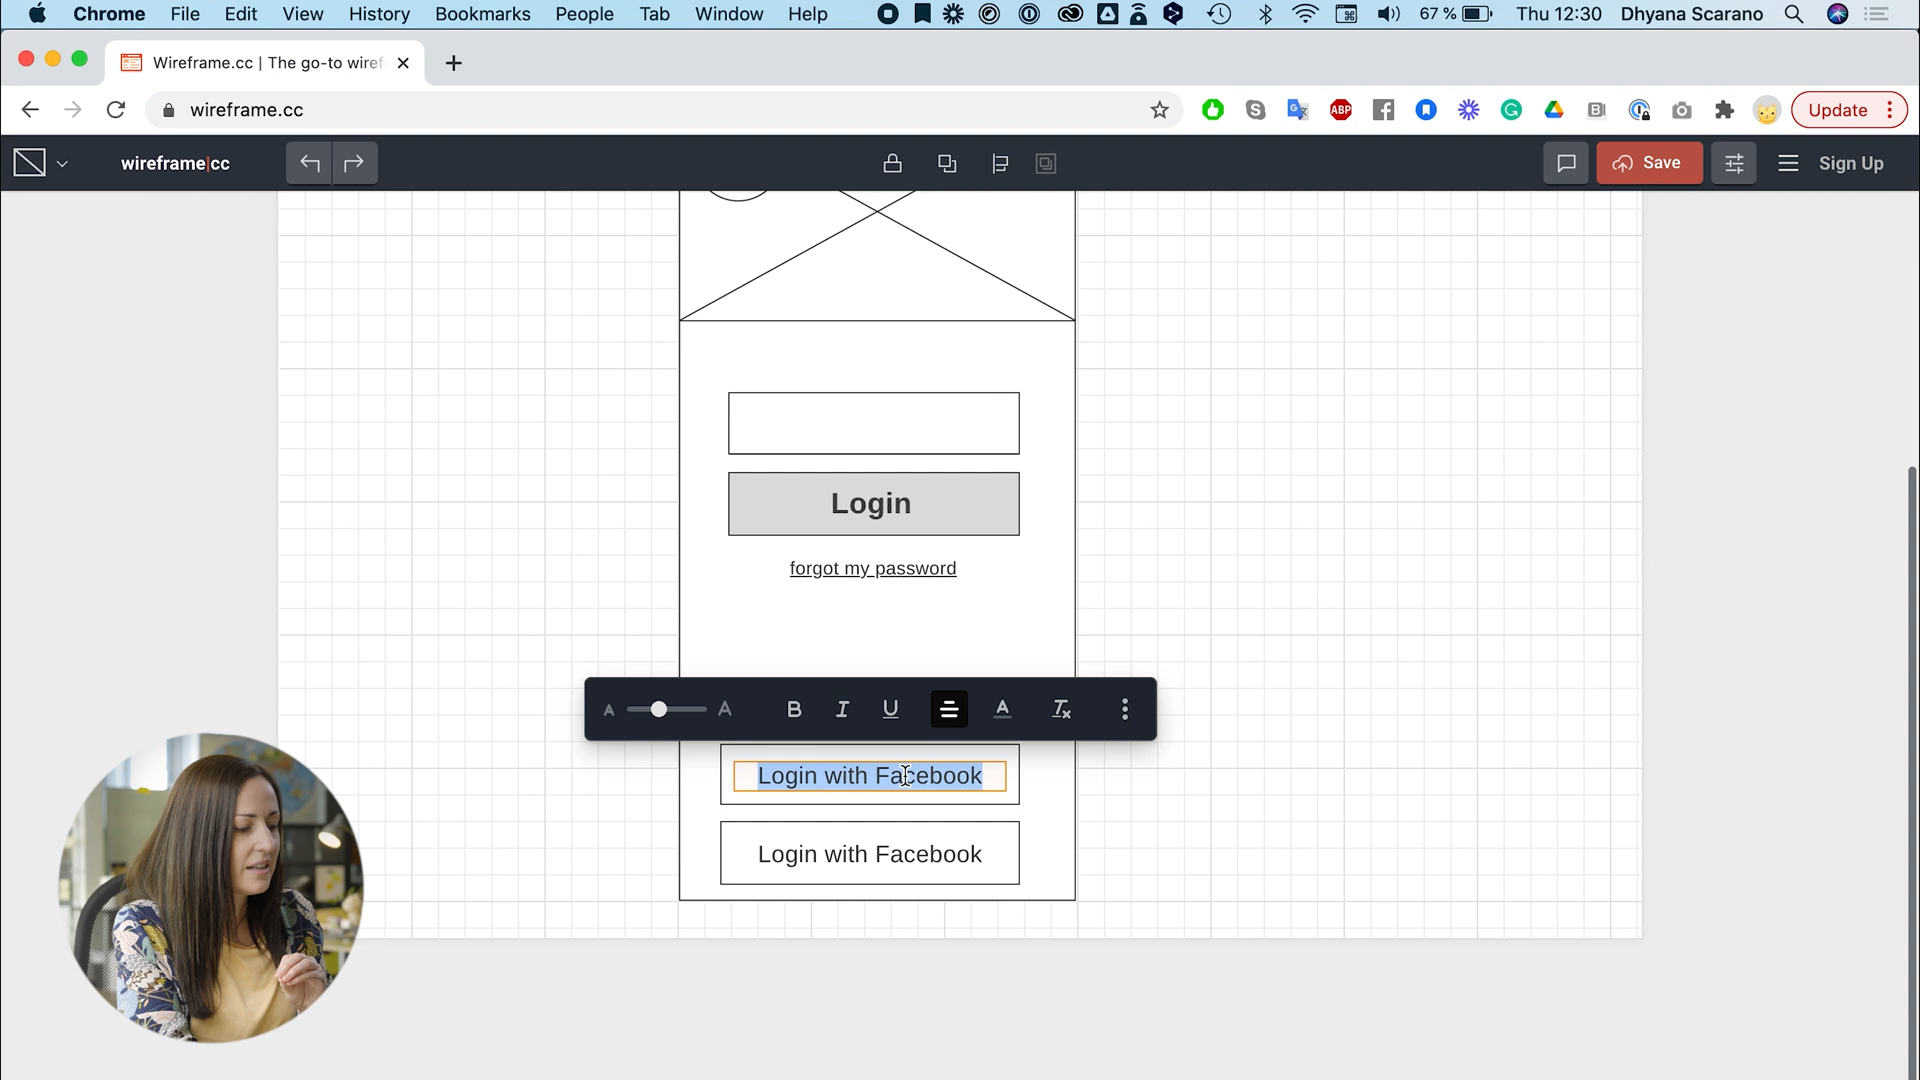 Chrome File Edit View History Bookmarks People Tab Window Help 67 % Thu 12:30 Dhyana Scarano
Wireframe.cc | The go-to wiref
wireframe.cc ABP Update
wireframe|cc Save Sign Up
Login
forgot my password
A A B I U A Tx
Login with Facebook
Login with Facebook